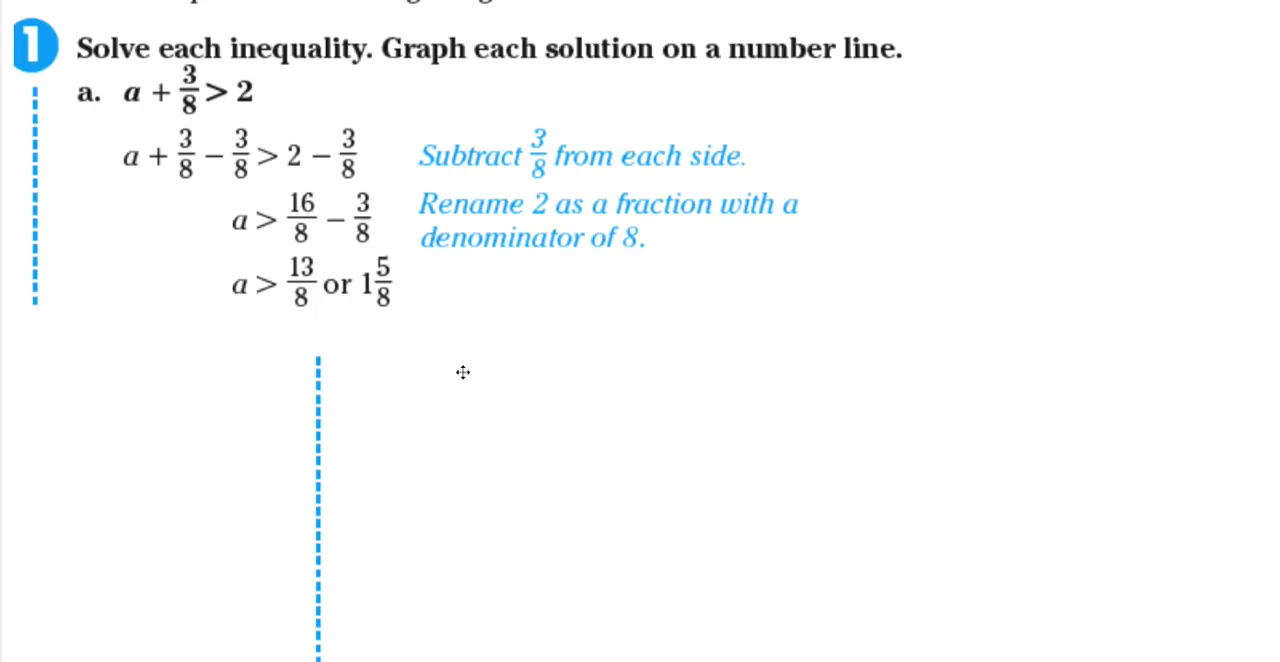 1 Solve each inequality. Graph each solution on a number line.
a. a + 3/8 > 2
a + 3/8 − 3/8 > 2 − 3/8 Subtract 3/8 from each side.
a > 16/8 − 3/8 Rename 2 as a fraction with a
denominator of 8.
a > 13/8 or 1 5/8